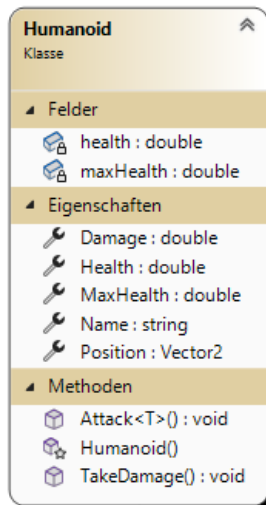 Humanoid
Klasse
Felder
health : double
maxHealth : double
Eigenschaften
Damage : double
Health : double
MaxHealth : double
Name : string
Position : Vector2
Methoden
Attack<T>() : void
Humanoid()
TakeDamage() : void